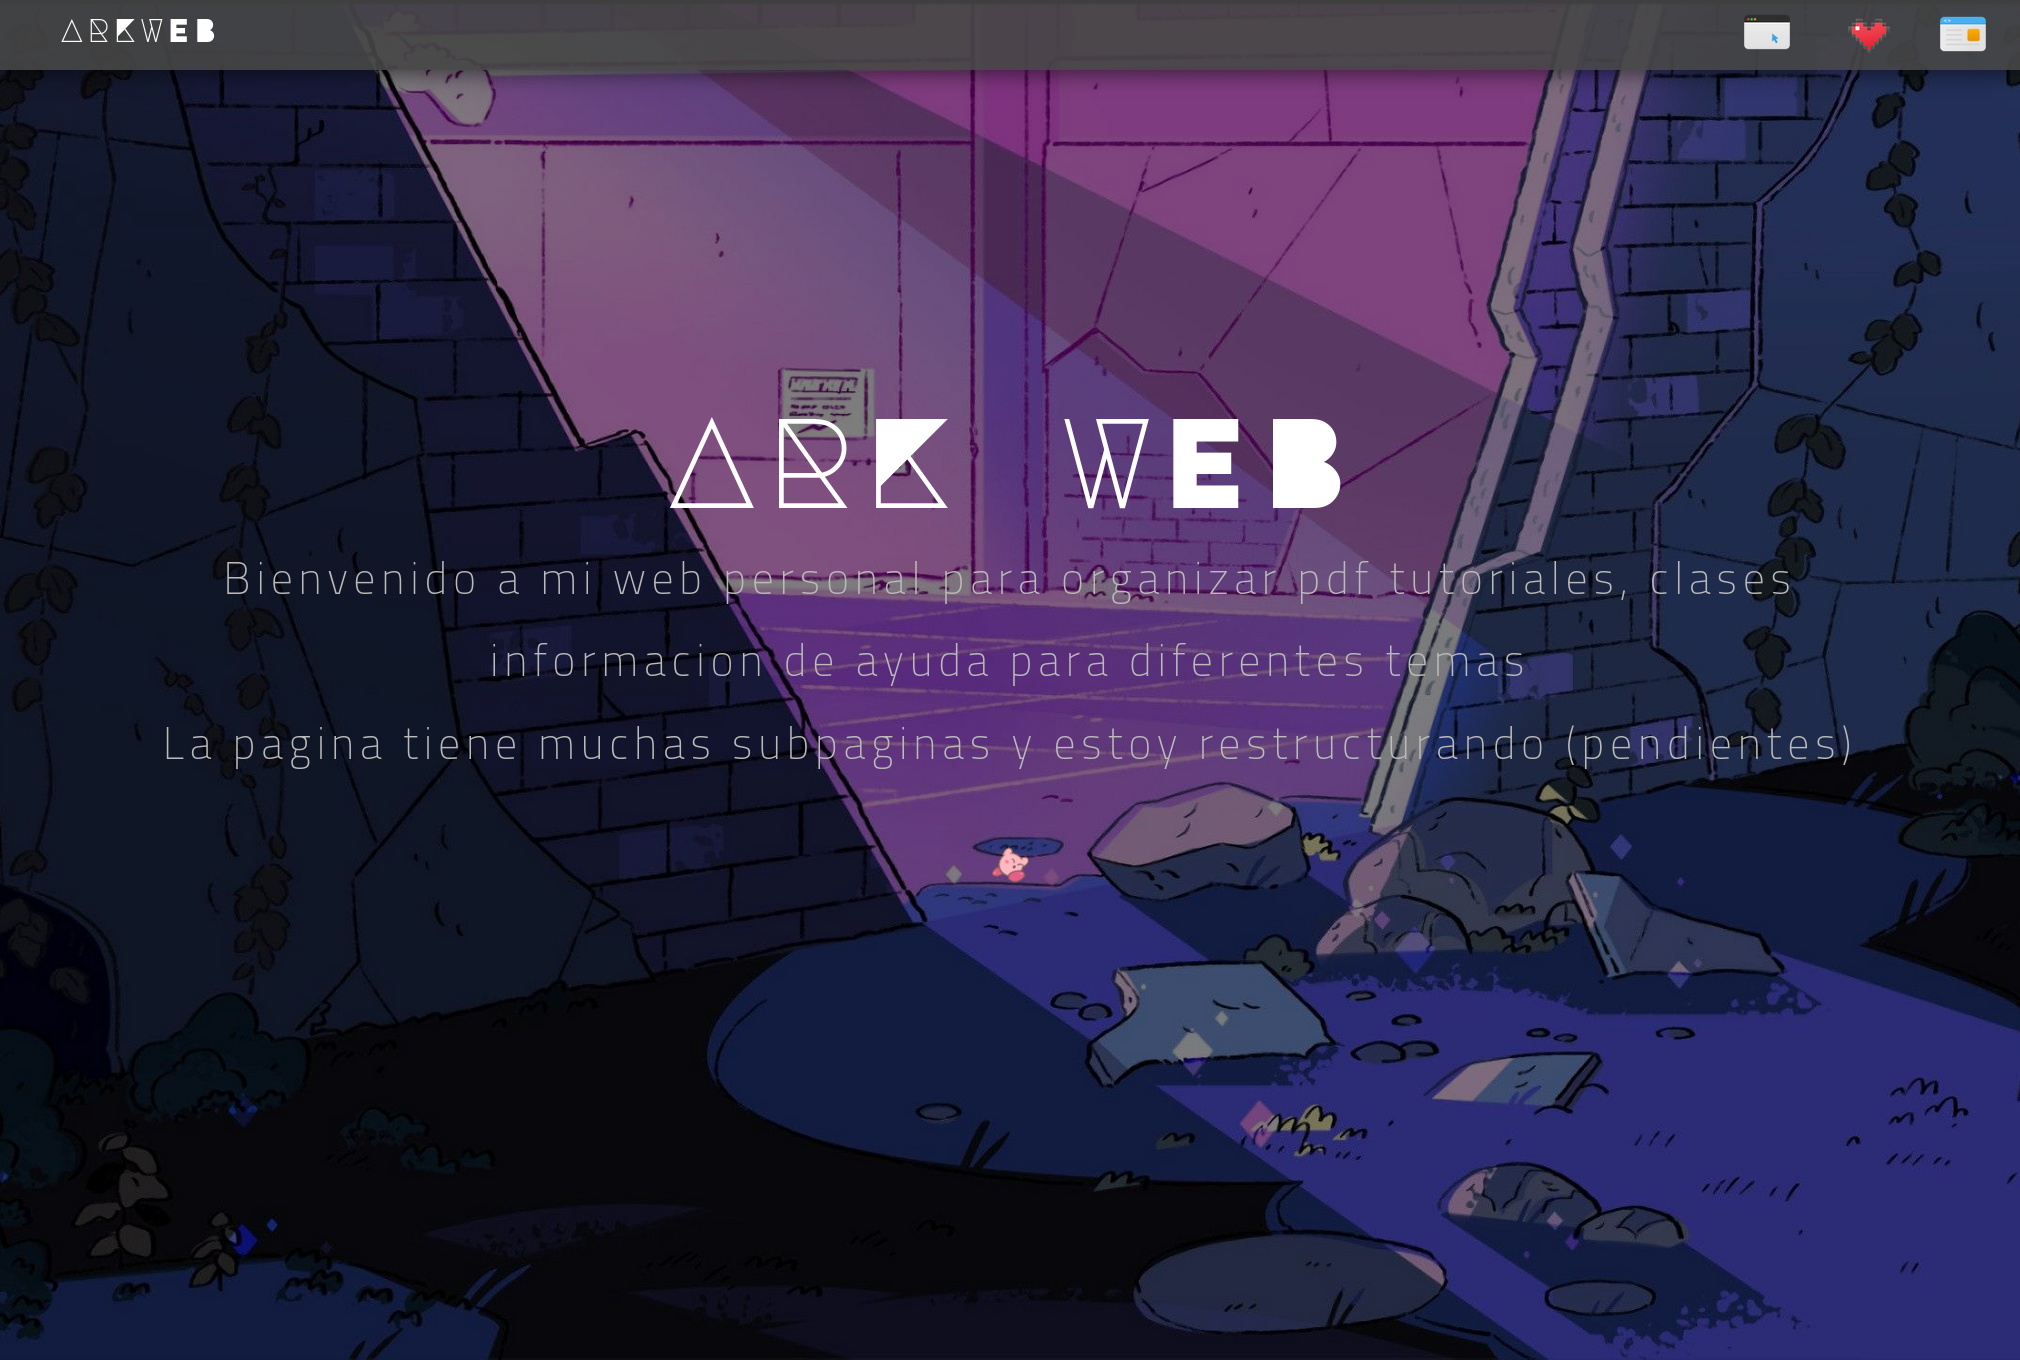 ARKWEB
ARK WEB
Bienvenido a mi web personal para organizar pdf tutoriales, clases
informacion de ayuda para diferentes temas
La pagina tiene muchas subpaginas y estoy restructurando (pendientes)